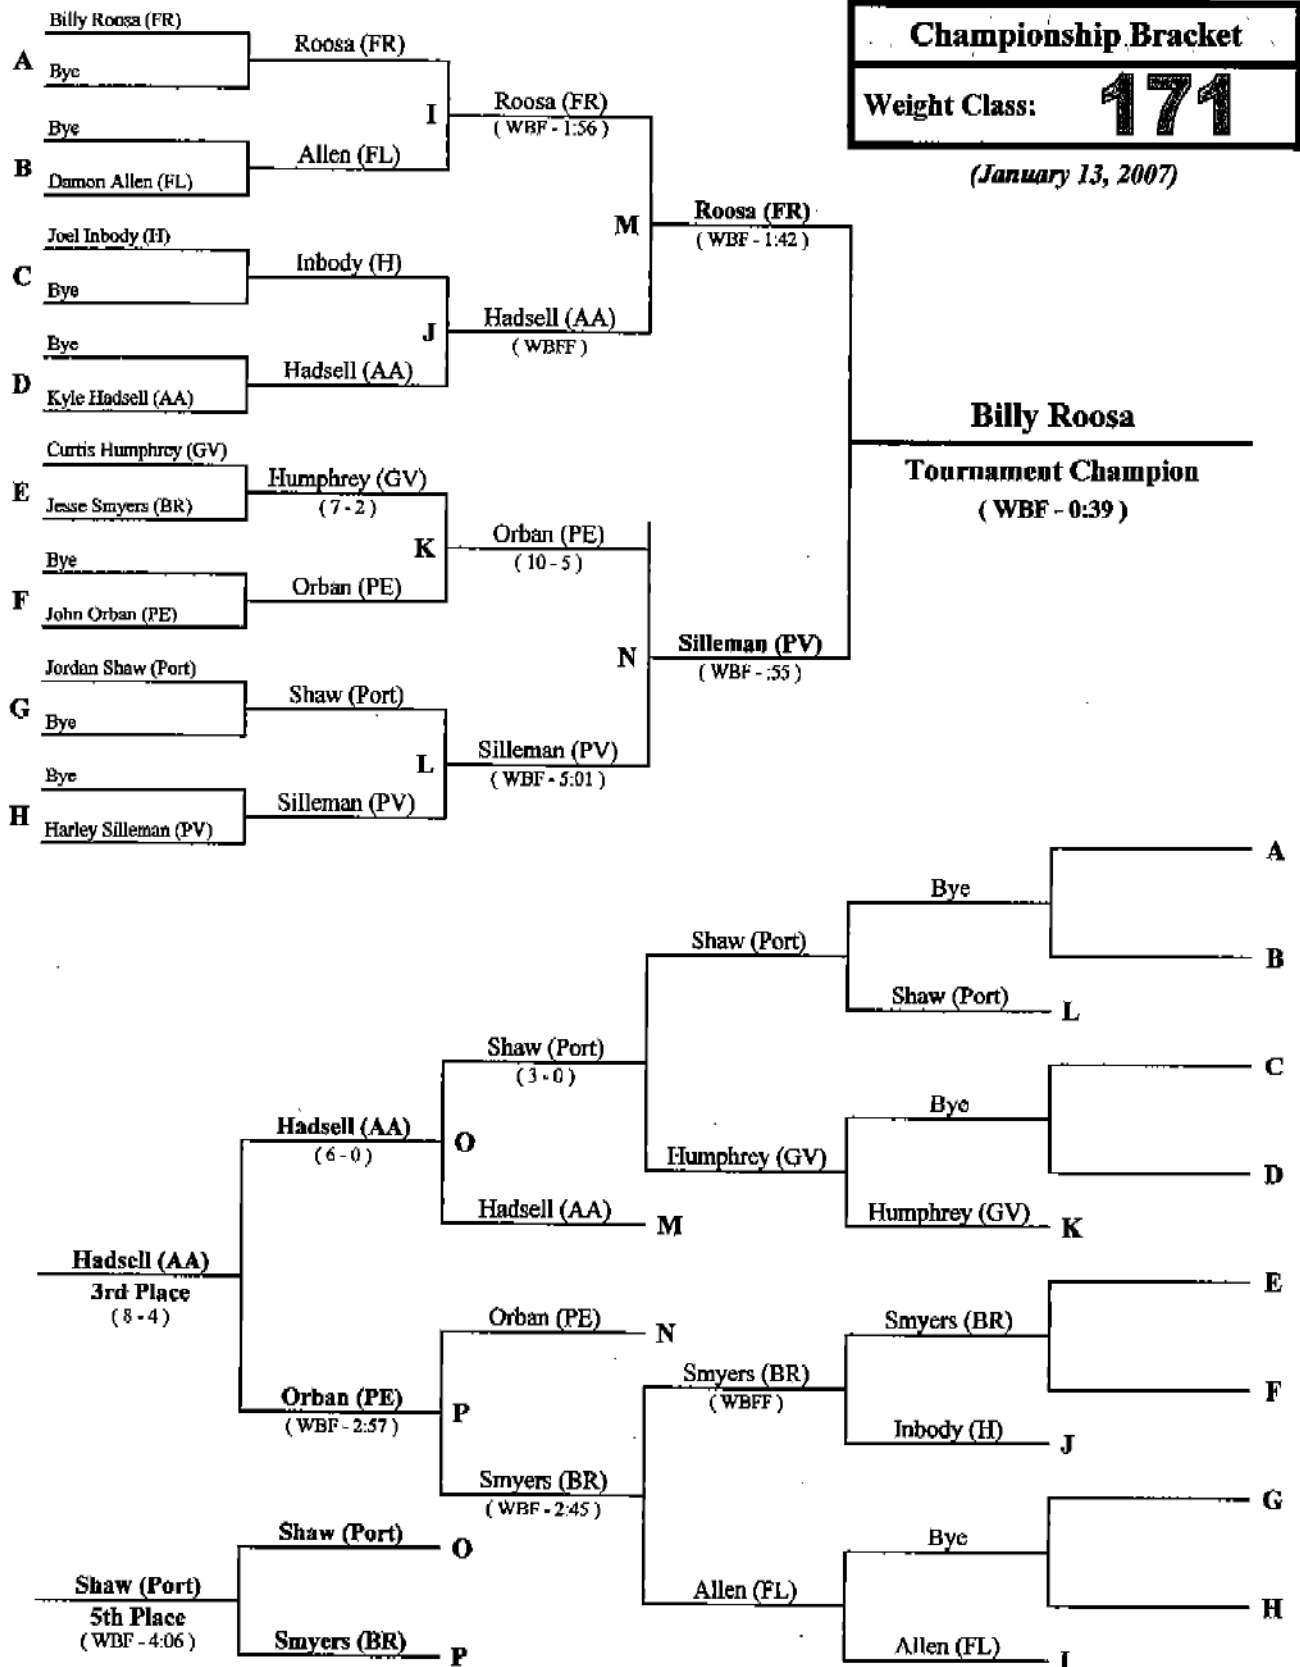 Championship Bracket
Weight Class: 171
(January 13, 2007)
Billy Roosa (FR)
A
Bye
Roosa (FR)
I
Roosa (FR)
( WBF - 1:56 )
Bye
B
Damon Allen (FL)
Allen (FL)
M
Roosa (FR)
( WBF - 1:42 )
Joel Inbody (H)
C
Bye
Inbody (H)
J
Hadsell (AA)
( WBFF )
Bye
D
Kyle Hadsell (AA)
Hadsell (AA)
Billy Roosa
Tournament Champion
( WBF - 0:39 )
Curtis Humphrey (GV)
E
Jesse Smyers (BR)
Humphrey (GV)
( 7 - 2 )
K
Orban (PE)
( 10 - 5 )
Bye
F
John Orban (PE)
Orban (PE)
N
Silleman (PV)
( WBF - :55 )
Jordan Shaw (Port)
G
Bye
Shaw (Port)
L
Silleman (PV)
( WBF - 5:01 )
Bye
H
Harley Silleman (PV)
Silleman (PV)
A
Bye
B
Shaw (Port)
Shaw (Port) L
Shaw (Port)
( 3 - 0 )
C
Bye
D
Humphrey (GV)
Humphrey (GV) K
Hadsell (AA)
( 6 - 0 )
O
Hadsell (AA) M
Hadsell (AA)
3rd Place
( 8 - 4 )
E
Smyers (BR)
F
Orban (PE) N
Smyers (BR)
( WBFF )
Inbody (H) J
Orban (PE)
( WBF - 2:57 )
P
Smyers (BR)
( WBF - 2:45 )
G
Bye
H
Allen (FL)
Allen (FL) I
Shaw (Port) O
Shaw (Port)
5th Place
( WBF - 4:06 )
Smyers (BR) P